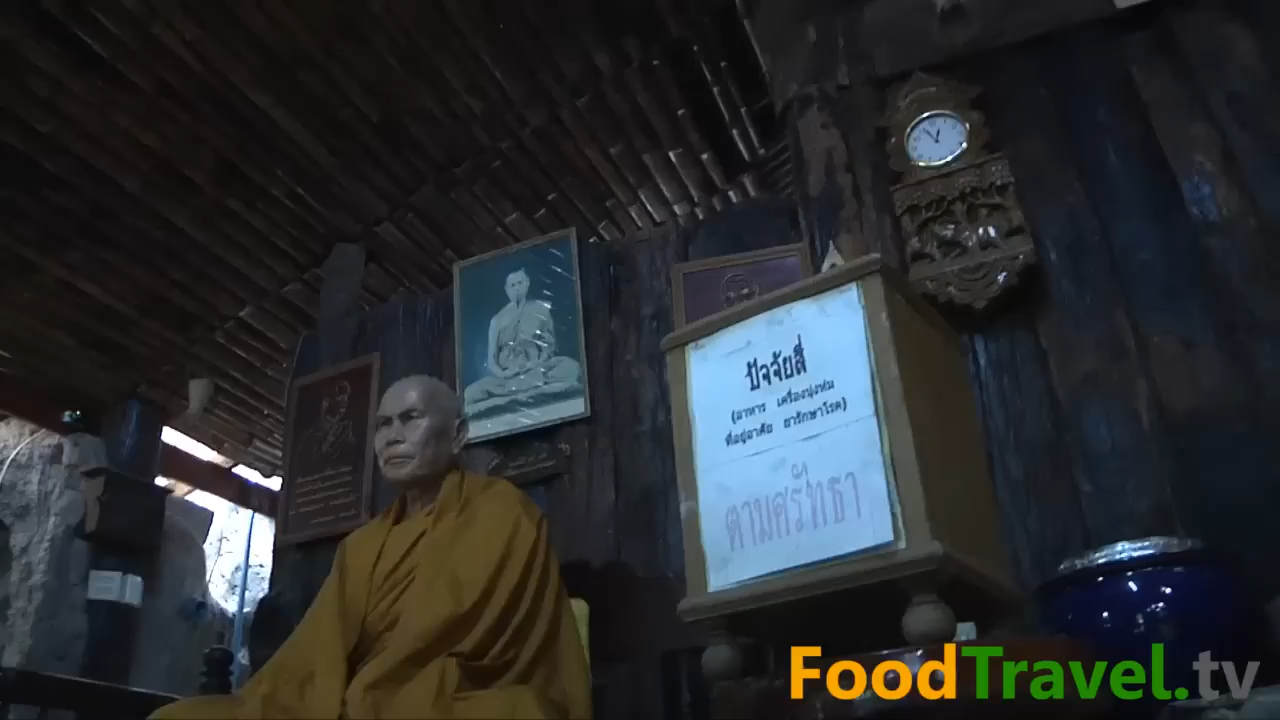 ปัจจัยสี่
(อาหาร เครื่องนุ่งห่ม
ที่อยู่อาศัย ยารักษาโรค)
ตามศรัทธา
FoodTravel.tv